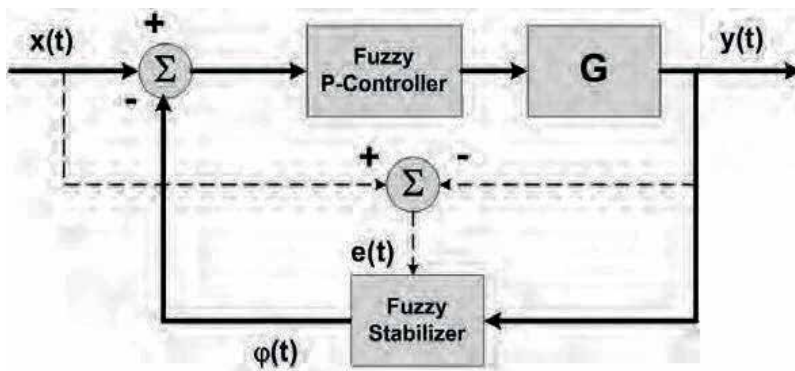 x(t)
+
Σ
-
Fuzzy
P-Controller
G
y(t)
+
-
Σ
e(t)
Fuzzy
Stabilizer
φ(t)